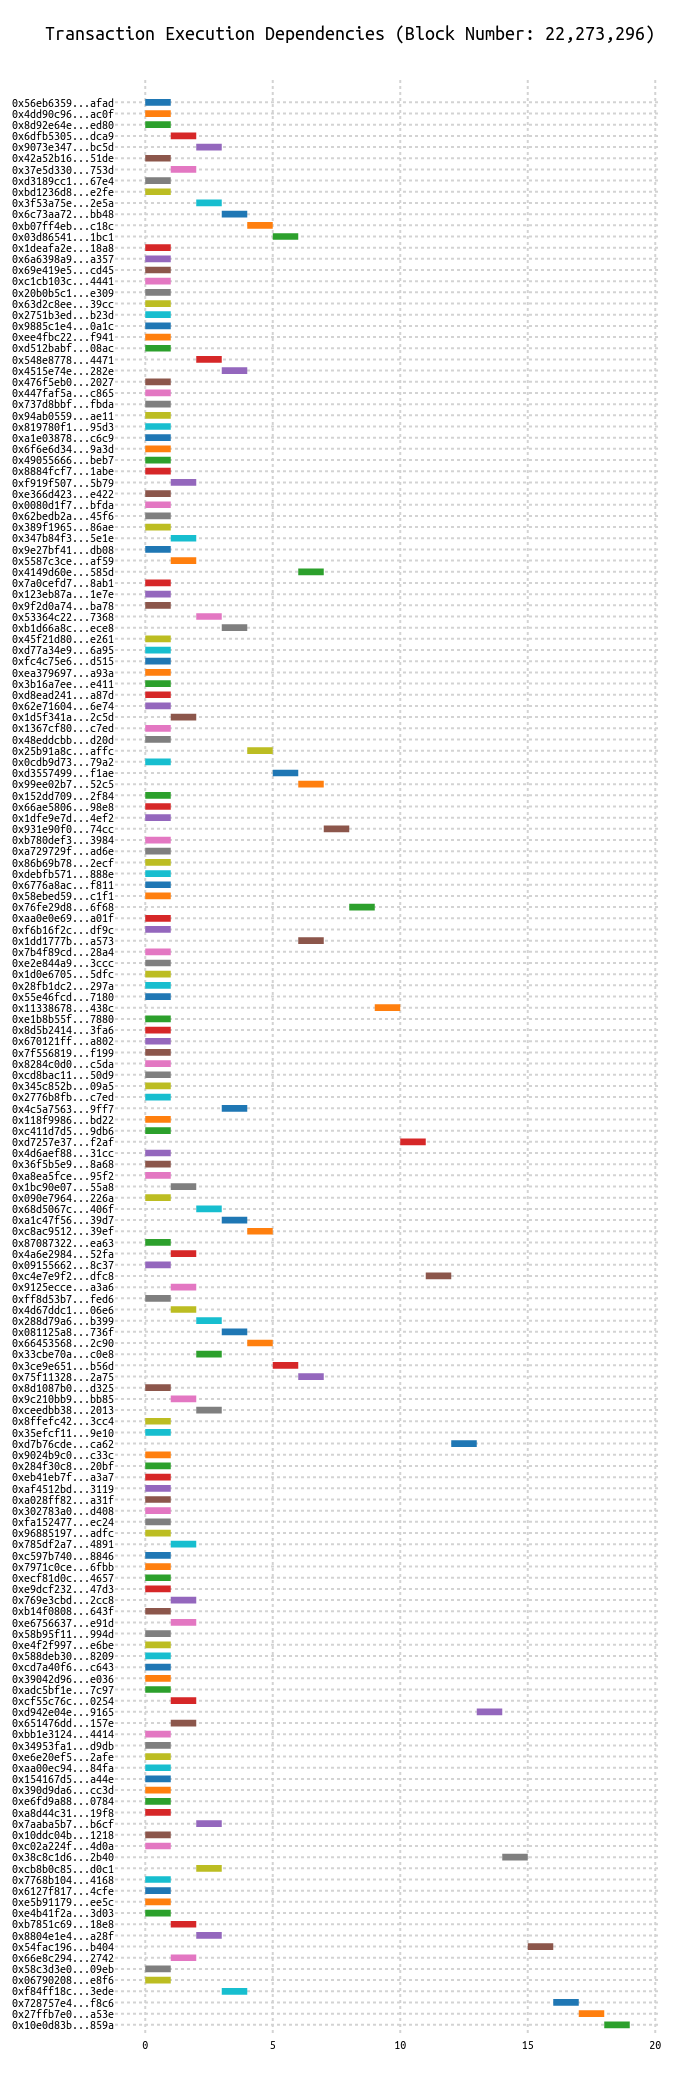 Transaction Execution Dependencies (Block Number: 22,273,296)
0x56eb6359...afad
0x4dd90c96...ac0f
0x8d92e64e...ed80
0x6dfb5305...dca9
0x9073e347...bc5d
0x42a52b16...51de
0x37e5d330...753d
0xd3189cc1...67e4
0xbd1236d8...e2fe
0x3f53a75e...2e5a
0x6c73aa72...bb48
0xb07ff4eb...c18c
0x03d86541...1bc1
0x1deafa2e...18a8
0x6a6398a9...a357
0x69e419e5...cd45
0xc1cb103c...4441
0x20b0b5c1...e309
0x63d2c8ee...39cc
0x2751b3ed...b23d
0x9885c1e4...0a1c
0xee4fbc22...f941
0xd512babf...08ac
0x548e8778...4471
0x4515e74e...282e
0x476f5eb0...2027
0x447faf5a...c865
0x737d8bbf...fbda
0x94ab0559...ae11
0x819780f1...95d3
0xa1e03878...c6c9
0x6f6e6d34...9a3d
0x49055666...beb7
0x8884fcf7...1abe
0xf919f507...5b79
0xe366d423...e422
0x0080d1f7...bfda
0x62bedb2a...45f6
0x389f1965...86ae
0x347b84f3...5e1e
0x9e27bf41...db08
0x5587c3ce...af59
0x4149d60e...585d
0x7a0cefd7...8ab1
0x123eb87a...1e7e
0x9f2d0a74...ba78
0x53364c22...7368
0xb1d66a8c...ece8
0x45f21d80...e261
0xd77a34e9...6a95
0xfc4c75e6...d515
0xea379697...a93a
0x3b16a7ee...e411
0xd8ead241...a87d
0x62e71604...6e74
0x1d5f341a...2c5d
0x1367cf80...c7ed
0x48eddcbb...d20d
0x25b91a8c...affc
0x0cdb9d73...79a2
0xd3557499...f1ae
0x99ee02b7...52c5
0x152dd709...2f84
0x66ae5806...98e8
0x1dfe9e7d...4ef2
0x931e90f0...74cc
0xb780def3...3984
0xa729729f...ad6e
0x86b69b78...2ecf
0xdebfb571...888e
0x6776a8ac...f811
0x58ebed59...c1f1
0x76fe29d8...6f68
0xaa0e0e69...a01f
0xf6b16f2c...df9c
0x1dd1777b...a573
0x7b4f89cd...28a4
0xe2e844a9...3ccc
0x1d0e6705...5dfc
0x28fb1dc2...297a
0x55e46fcd...7180
0x11338678...438c
0xe1b8b55f...7880
0x8d5b2414...3fa6
0x670121ff...a802
0x7f556819...f199
0x8284c0d0...c5da
0xcd8bac11...50d9
0x345c852b...09a5
0x2776b8fb...c7ed
0x4c5a7563...9ff7
0x118f9986...bd22
0xc411d7d5...9db6
0xd7257e37...f2af
0x4d6aef88...31cc
0x36f5b5e9...8a68
0xa8ea5fce...95f2
0x1bc90e07...55a8
0x090e7964...226a
0x68d5067c...406f
0xa1c47f56...39d7
0xc8ac9512...39ef
0x87087322...ea63
0x4a6e2984...52fa
0x09155662...8c37
0xc4e7e9f2...dfc8
0x9125ecce...a3a6
0xff8d53b7...fed6
0x4d67ddc1...06e6
0x288d79a6...b399
0x081125a8...736f
0x66453568...2c90
0x33cbe70a...c0e8
0x3ce9e651...b56d
0x75f11328...2a75
0x8d1087b0...d325
0x9c210bb9...bb85
0xceedbb38...2013
0x8ffefc42...3cc4
0x35efcf11...9e10
0xd7b76cde...ca62
0x9024b9c0...c33c
0x284f30c8...20bf
0xeb41eb7f...a3a7
0xaf4512bd...3119
0xa028ff82...a31f
0x302783a0...d408
0xfa152477...ec24
0x96885197...adfc
0x785df2a7...4891
0xc597b740...8846
0x7971c0ce...6fbb
0xecf81d0c...4657
0xe9dcf232...47d3
0x769e3cbd...2cc8
0xb14f0808...643f
0xe6756637...e91d
0x58b95f11...994d
0xe4f2f997...e6be
0x588deb30...8209
0xcd7a40f6...c643
0x39042d96...e036
0xadc5bf1e...7c97
0xcf55c76c...0254
0xd942e04e...9165
0x651476dd...157e
0xbb1e3124...4414
0x34953fa1...d9db
0xe6e20ef5...2afe
0xaa00ec94...84fa
0x154167d5...a44e
0x390d9da6...cc3d
0xe6fd9a88...0784
0xa8d44c31...19f8
0x7aaba5b7...b6cf
0x10ddc04b...1218
0xc02a224f...4d0a
0x38c8c1d6...2b40
0xcb8b0c85...d0c1
0x7768b104...4168
0x6127f817...4cfe
0xe5b91179...ee5c
0xe4b41f2a...3d03
0xb7851c69...18e8
0x8804e1e4...a28f
0x54fac196...b404
0x66e8c294...2742
0x58c3d3e0...09eb
0x06790208...e8f6
0xf84ff18c...3ede
0x728757e4...f8c6
0x27ffb7e0...a53e
0x10e0d83b...859a
0 5 10 15 20